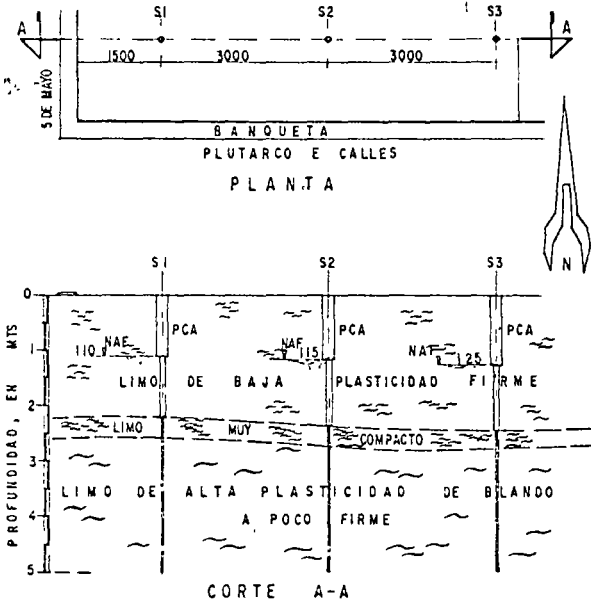 S1 S2 S3
A A
1500 3000 3000
5 DE MAYO
BANQUETA
PLUTARCO E CALLES
PLANTA
N
S1 S2 S3
0
PCA PCA PCA
NAF NAF
1 110 115 125
LIMO DE BAJA PLASTICIDAD FIRME
2
LIMO MUY COMPACTO
3
LIMO DE ALTA PLASTICIDAD DE BLANDO
4
A POCO FIRME
5
PROFUNDIDAD, EN MTS
CORTE A-A